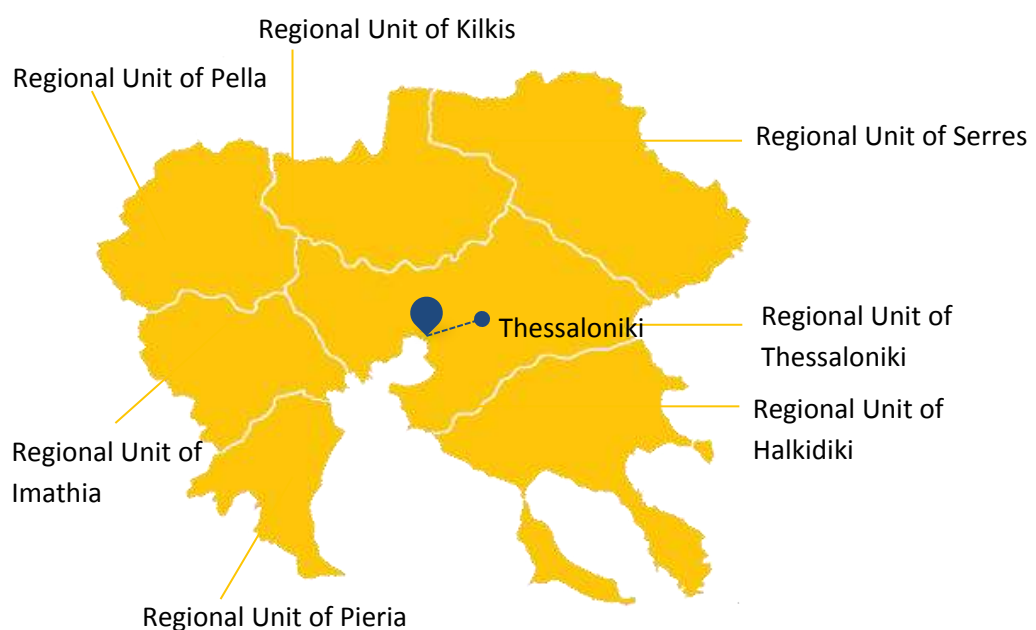 Regional Unit of Kilkis
Regional Unit of Pella
Regional Unit of Serres
Thessaloniki
Regional Unit of
Thessaloniki
Regional Unit of
Halkidiki
Regional Unit of
Imathia
Regional Unit of Pieria